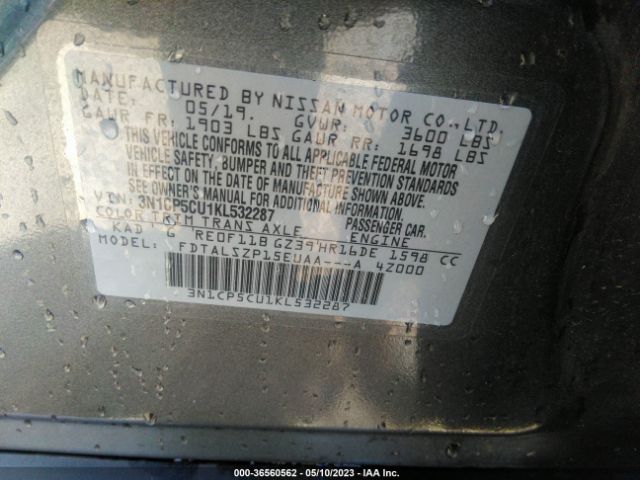 MANUFACTURED BY NISSAN MOTOR CO.,LTD.
DATE: 05/19. GVWR: 3600 LBS
GAWR FR: 1903 LBS GAWR RR: 1698 LBS
THIS VEHICLE CONFORMS TO ALL APPLICABLE FEDERAL MOTOR
VEHICLE SAFETY, BUMPER AND THEFT PREVENTION STANDARDS
IN EFFECT ON THE DATE OF MANUFACTURE SHOWN ABOVE.
SEE OWNER'S MANUAL FOR ADDITIONAL INFORMATION.
VIN: 3N1CP5CU1KL532287 PASSENGER CAR.
COLOR TRIM TRANS AXLE ENGINE
KAD G RE0F11B GZ39 HR16DE 1598 CC
MODEL: FDTALSZP15EUAA---A 4Z000
3N1CP5CU1KL532287
000-36560562 - 05/10/2023 - IAA Inc.